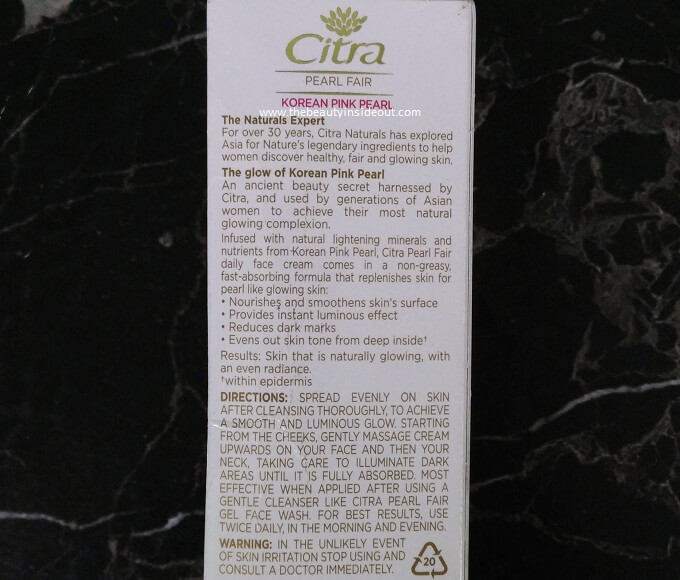 Citra
PEARL FAIR
KOREAN PINK PEARL
www.thebeautyinsideout.com
The Naturals Expert
For over 30 years, Citra Naturals has explored
Asia for Nature's legendary ingredients to help
women discover healthy, fair and glowing skin.
The glow of Korean Pink Pearl
An ancient beauty secret harnessed by
Citra, and used by generations of Asian
women to achieve their most natural
glowing complexion.
Infused with natural lightening minerals and
nutrients from Korean Pink Pearl, Citra Pearl Fair
daily face cream comes in a non-greasy,
fast-absorbing formula that replenishes skin for
pearl like glowing skin:
• Nourishes and smoothens skin's surface
• Provides instant luminous effect
• Reduces dark marks
• Evens out skin tone from deep inside†
Results: Skin that is naturally glowing, with
an even radiance.
†within epidermis
DIRECTIONS: SPREAD EVENLY ON SKIN
AFTER CLEANSING THOROUGHLY, TO ACHIEVE
A SMOOTH AND LUMINOUS GLOW. STARTING
FROM THE CHEEKS, GENTLY MASSAGE CREAM
UPWARDS ON YOUR FACE AND THEN YOUR
NECK, TAKING CARE TO ILLUMINATE DARK
AREAS UNTIL IT IS FULLY ABSORBED. MOST
EFFECTIVE WHEN APPLIED AFTER USING A
GENTLE CLEANSER LIKE CITRA PEARL FAIR
GEL FACE WASH. FOR BEST RESULTS, USE
TWICE DAILY, IN THE MORNING AND EVENING.
WARNING: IN THE UNLIKELY EVENT
OF SKIN IRRITATION STOP USING AND
CONSULT A DOCTOR IMMEDIATELY.
20